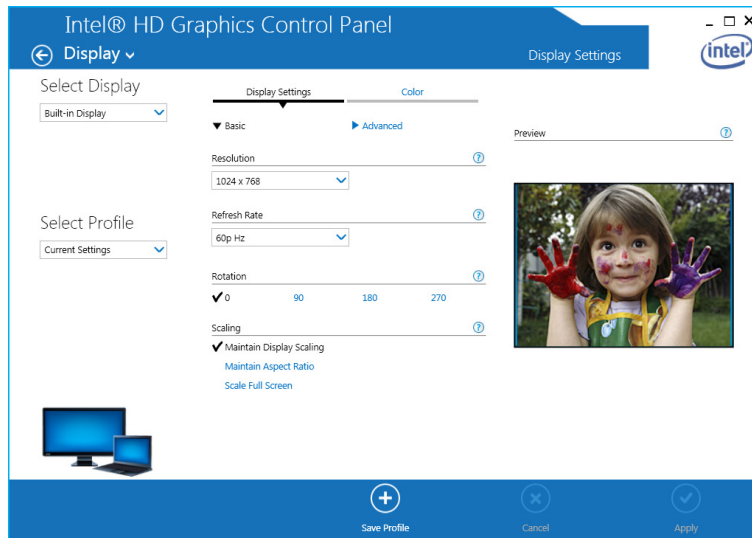 Intel® HD Graphics Control Panel
Display
Display Settings
intel
Select Display
Built-in Display
Select Profile
Current Settings
Display Settings
Color
Basic
Advanced
Resolution
?
1024 x 768
Refresh Rate
?
60p Hz
Rotation
?
0 90 180 270
Scaling
?
Maintain Display Scaling
Maintain Aspect Ratio
Scale Full Screen
Preview
?
Save Profile
Cancel
Apply